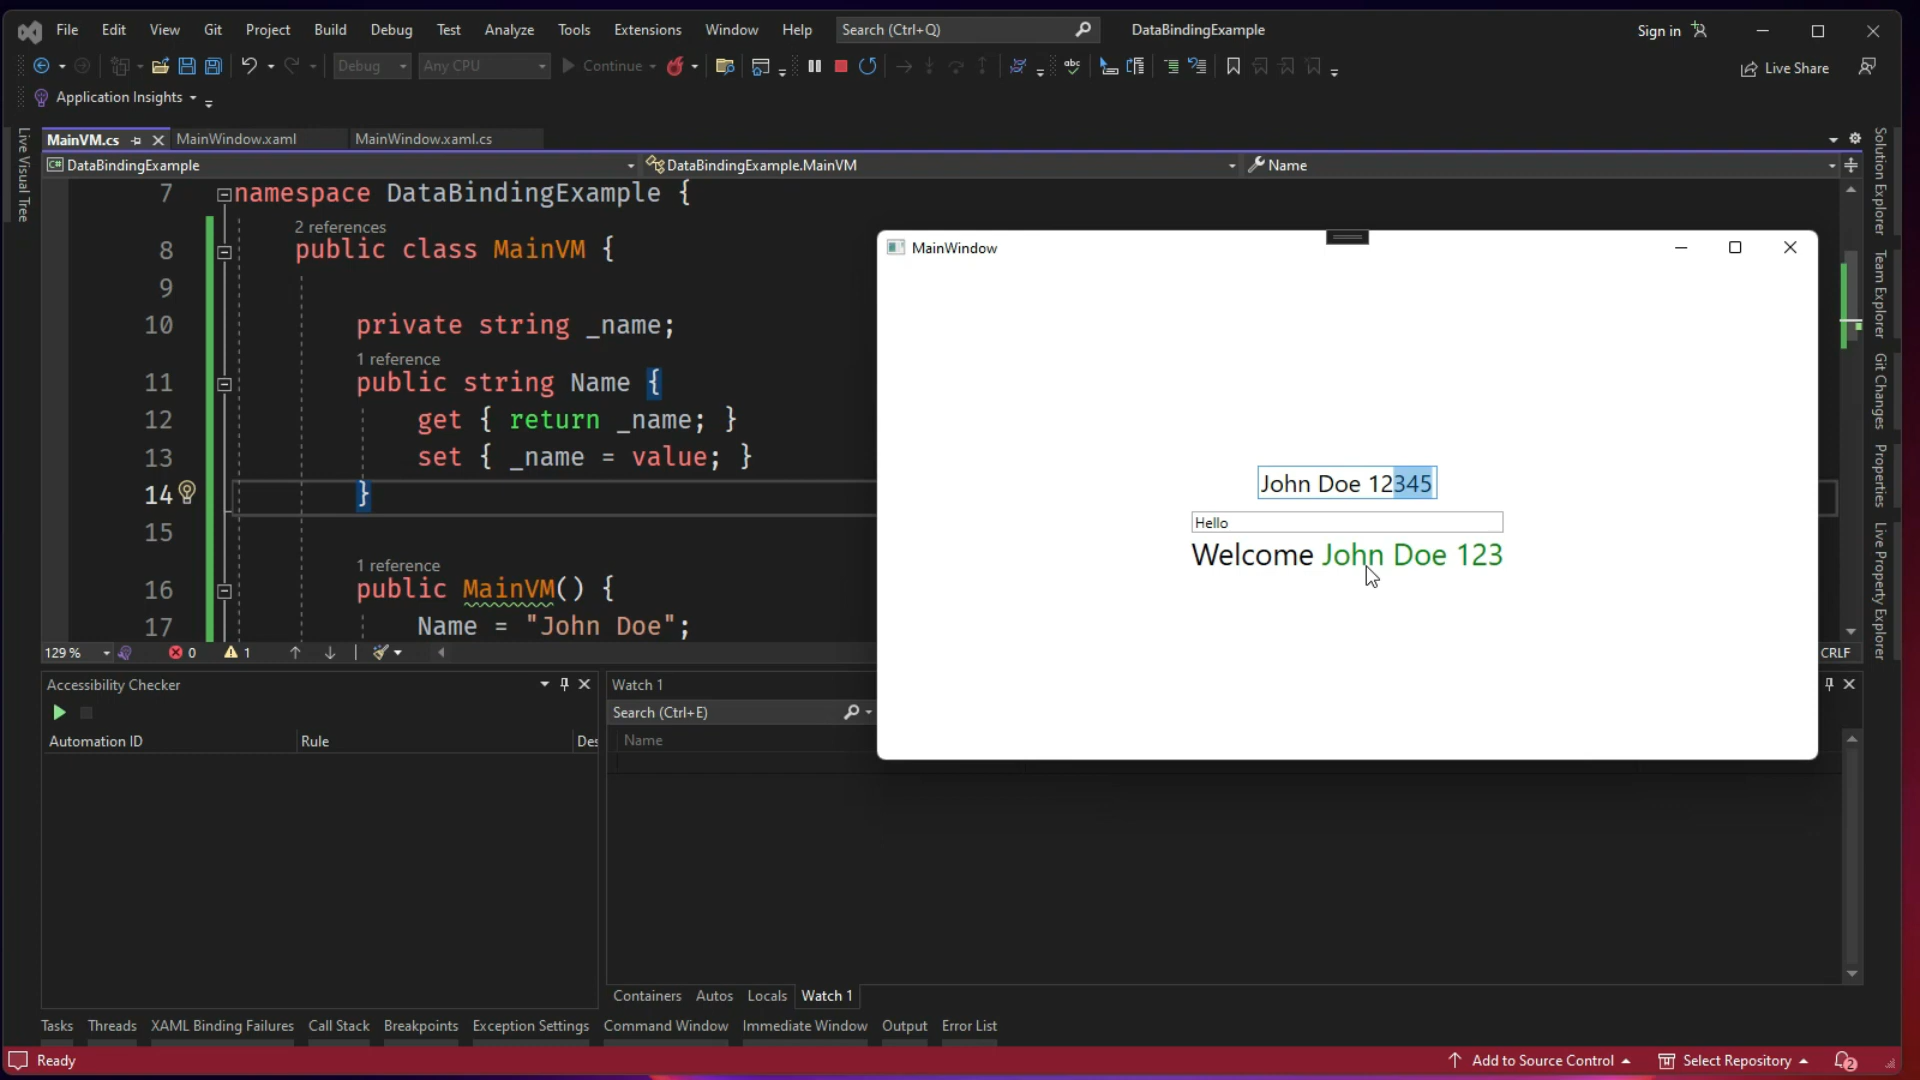 File Edit View Git Project Build Debug Test Analyze Tools Extensions Window Help Search (Ctrl+Q) DataBindingExample Sign in
Debug Any CPU Continue Live Share
Application Insights
MainVM.cs MainWindow.xaml MainWindow.xaml.cs
DataBindingExample DataBindingExample.MainVM Name
Live Visual Tree
7 namespace DataBindingExample {
2 references
8 public class MainVM {
9
10 private string _name;
1 reference
11 public string Name {
12 get { return _name; }
13 set { _name = value; }
14 }
15
1 reference
16 public MainVM() {
17 Name = "John Doe";
129 % 0 1 CRLF
MainWindow
John Doe 12345
Hello
Welcome John Doe 123
Solution Explorer
Team Explorer
Git Changes
Properties
Live Property Explorer
Accessibility Checker
Automation ID Rule Des
Watch 1
Search (Ctrl+E)
Name
Containers Autos Locals Watch 1
Tasks Threads XAML Binding Failures Call Stack Breakpoints Exception Settings Command Window Immediate Window Output Error List
Ready Add to Source Control Select Repository 2